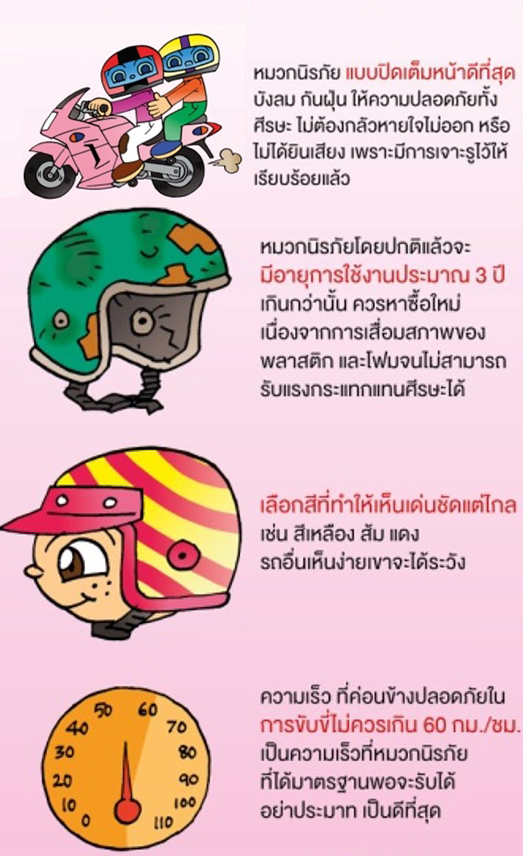 หมวกนิรภัย แบบปิดเต็มหน้าดีที่สุด
บังลม กันฝุ่น ให้ความปลอดภัยทั้ง
ศีรษะ ไม่ต้องกลัวหายใจไม่ออก หรือ
ไม่ได้ยินเสียง เพราะมีการเจาะรูไว้ให้
เรียบร้อยแล้ว
หมวกนิรภัยโดยปกติแล้วจะ
มีอายุการใช้งานประมาณ 3 ปี
เกินกว่านั้น ควรหาซื้อใหม่
เนื่องจากการเสื่อมสภาพของ
พลาสติก และโฟมจนไม่สามารถ
รับแรงกระแทกแทนศีรษะได้
เลือกสีที่ทำให้เห็นเด่นชัดแต่ไกล
เช่น สีเหลือง ส้ม แดง
รถอื่นเห็นง่ายเขาจะได้ระวัง
ความเร็ว ที่ค่อนข้างปลอดภัยใน
การขับขี่ไม่ควรเกิน 60 กม./ชม.
เป็นความเร็วที่หมวกนิรภัย
ที่ได้มาตรฐานพอจะรับได้
อย่าประมาท เป็นดีที่สุด
0
10
20
30
40
50
60
70
80
90
100
110